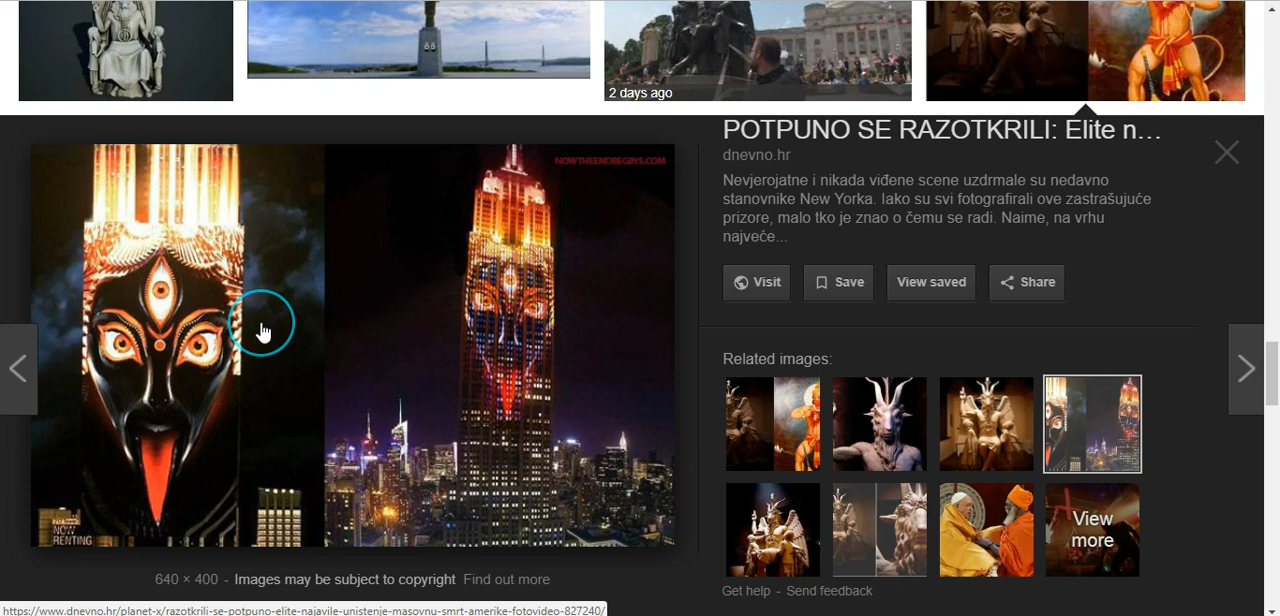 2 days ago
NOWTHEENDBEGINS.COM
NOW
RENTING
640 × 400 - Images may be subject to copyright Find out more
POTPUNO SE RAZOTKRILI: Elite n...
dnevno.hr
Nevjerojatne i nikada viđene scene uzdrmale su nedavno
stanovnike New Yorka. Iako su svi fotografirali ove zastrašujuće
prizore, malo tko je znao o čemu se radi. Naime, na vrhu
najveće...
Visit Save View saved Share
Related images:
View
more
Get help - Send feedback
https://www.dnevno.hr/planet-x/razotkrili-se-potpuno-elite-najavile-unistenje-masovnu-smrt-amerike-fotovideo-827240/